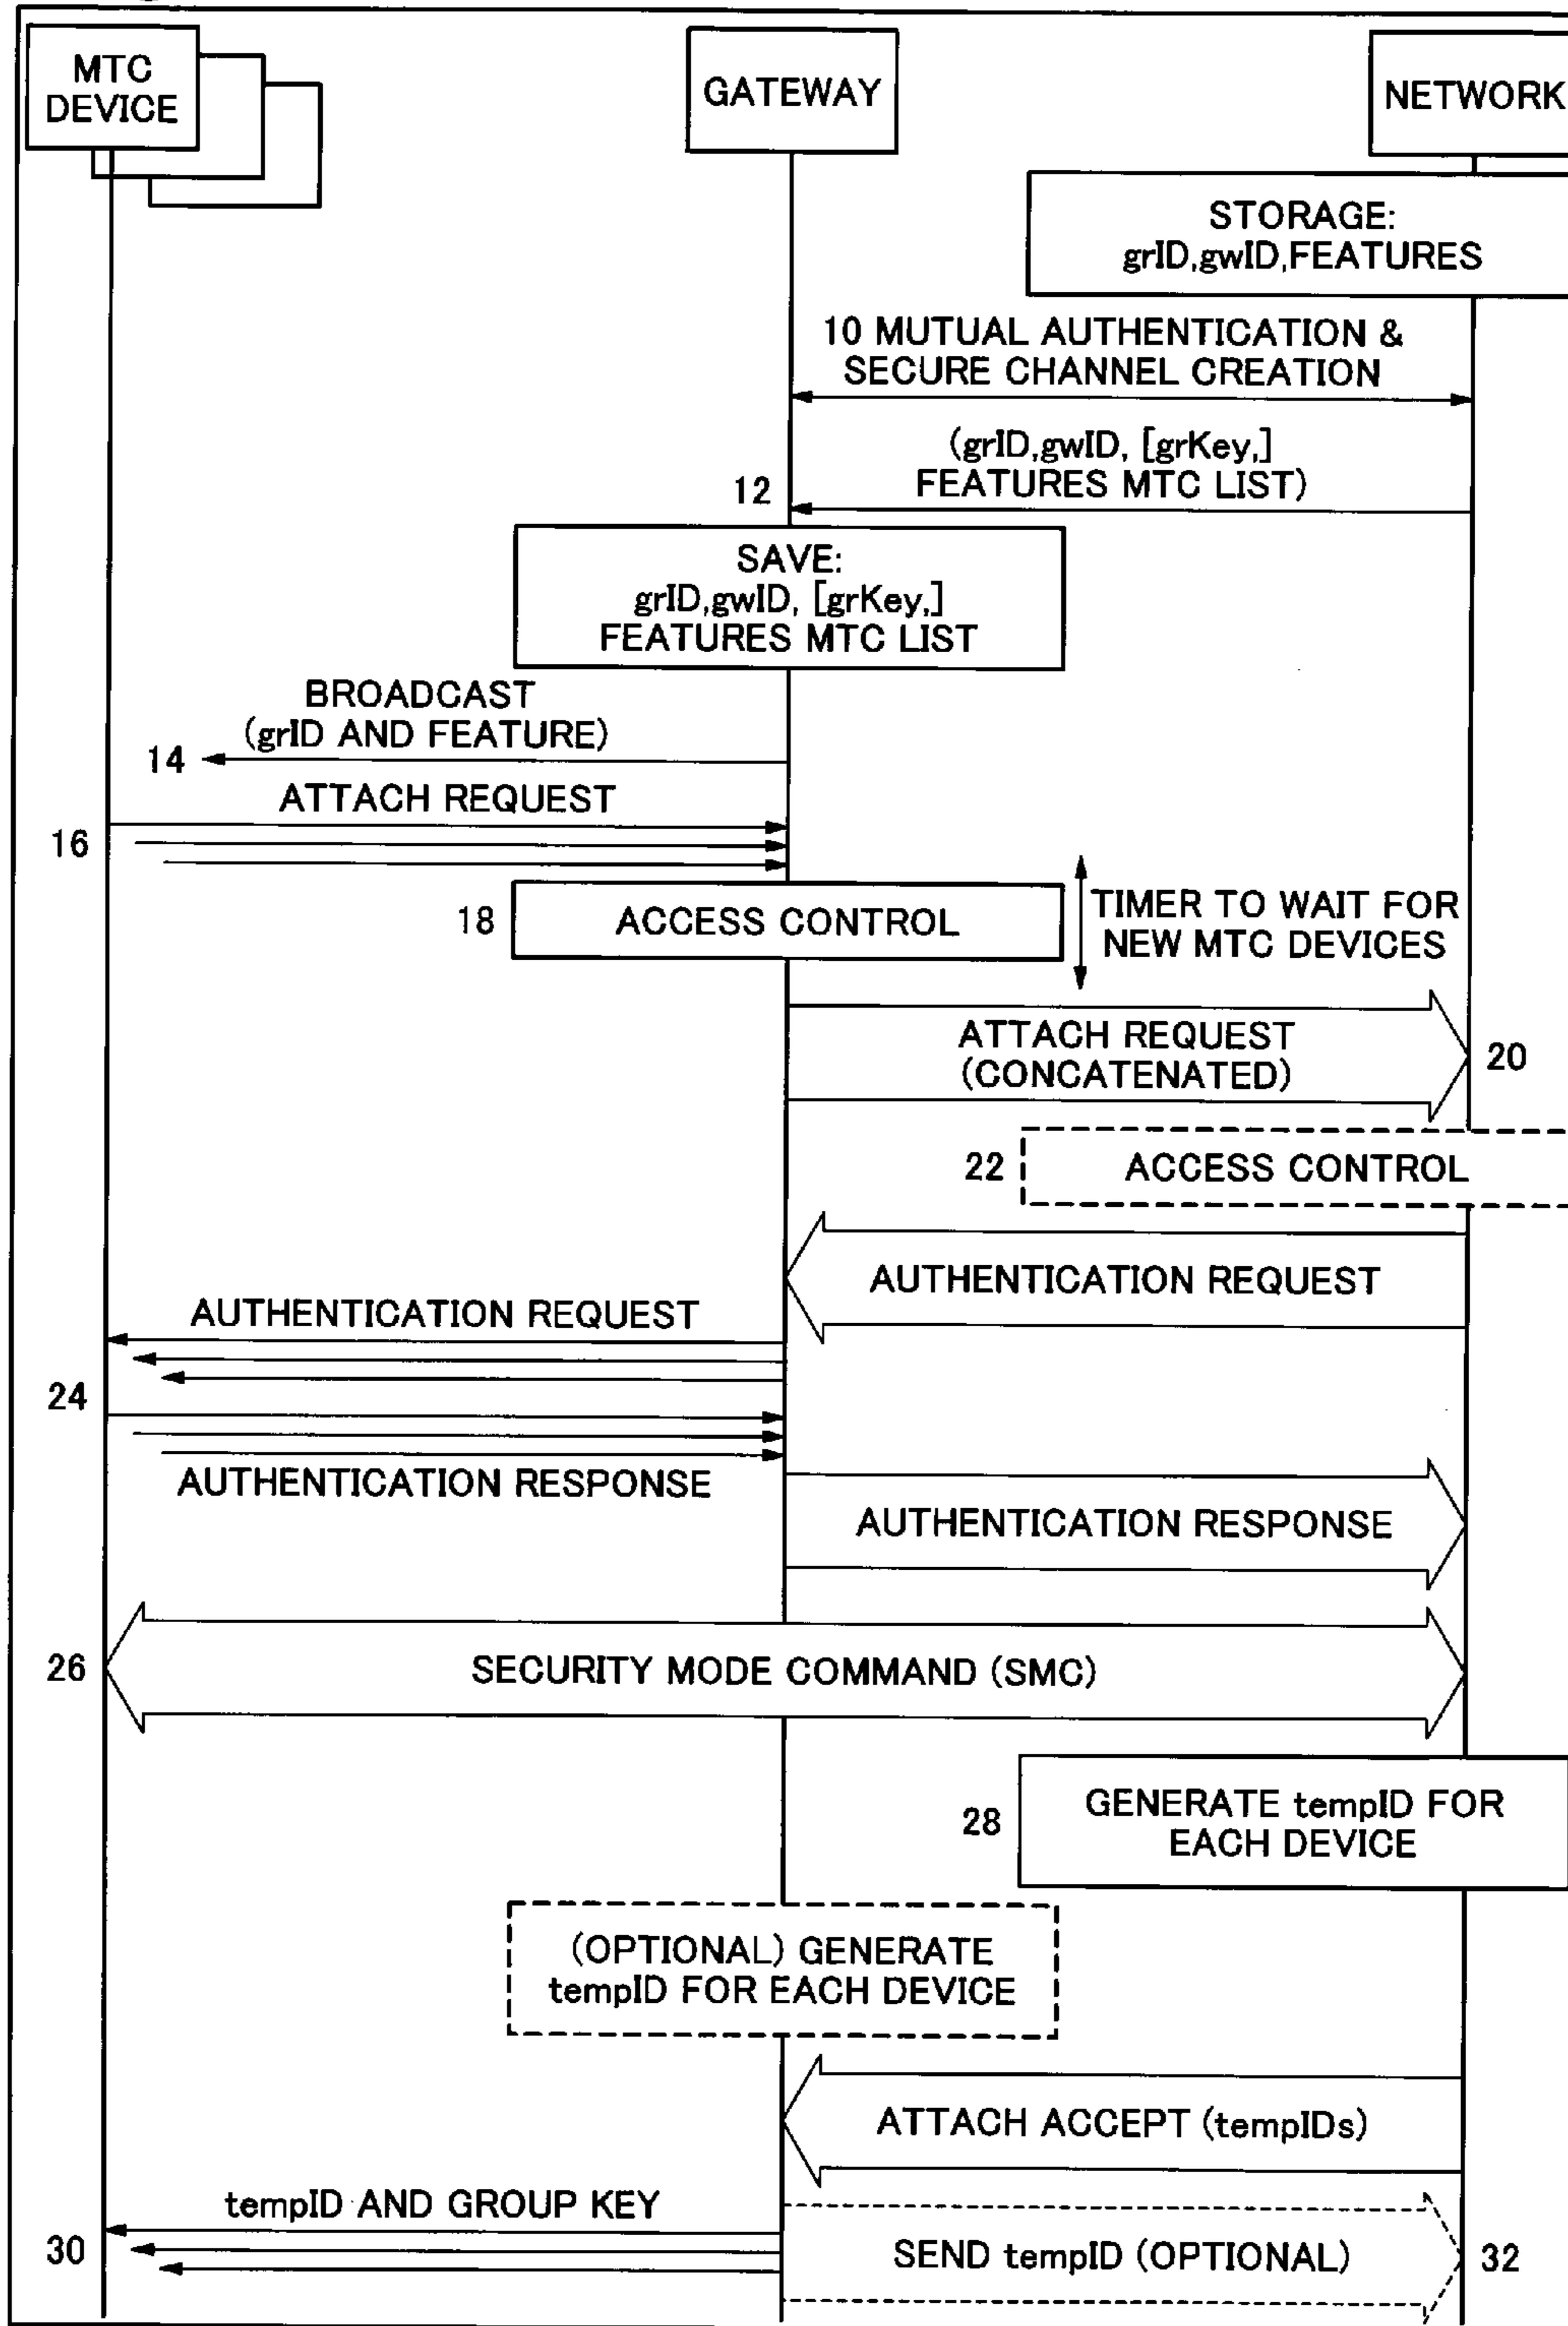 MTC
DEVICE
GATEWAY
NETWORK
STORAGE:
grID,gwID,FEATURES
10 MUTUAL AUTHENTICATION &
SECURE CHANNEL CREATION
(grID,gwID, [grKey,]
FEATURES MTC LIST)
12
SAVE:
grID,gwID, [grKey,]
FEATURES MTC LIST
BROADCAST
(grID AND FEATURE)
14
ATTACH REQUEST
16
18
ACCESS CONTROL
TIMER TO WAIT FOR
NEW MTC DEVICES
ATTACH REQUEST
(CONCATENATED)
20
22
ACCESS CONTROL
AUTHENTICATION REQUEST
AUTHENTICATION REQUEST
24
AUTHENTICATION RESPONSE
AUTHENTICATION RESPONSE
26
SECURITY MODE COMMAND (SMC)
28
GENERATE tempID FOR
EACH DEVICE
(OPTIONAL) GENERATE
tempID FOR EACH DEVICE
ATTACH ACCEPT (tempIDs)
tempID AND GROUP KEY
30
SEND tempID (OPTIONAL)
32